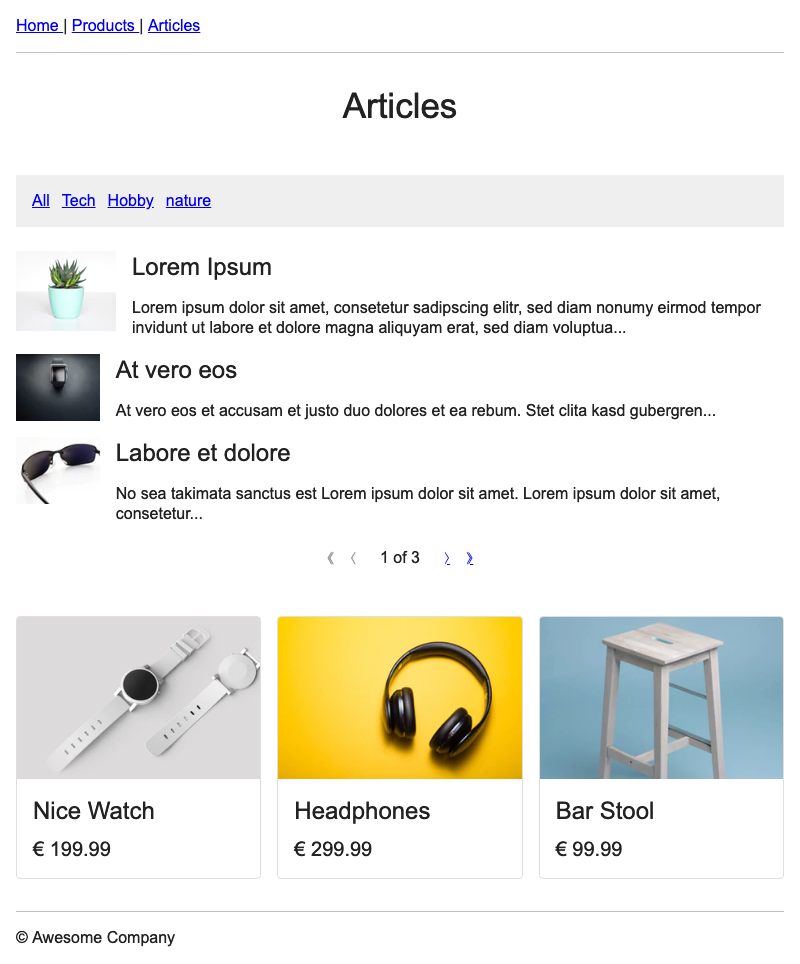 Home | Products | Articles
Articles
All Tech Hobby nature
Lorem Ipsum
Lorem ipsum dolor sit amet, consetetur sadipscing elitr, sed diam nonumy eirmod tempor
invidunt ut labore et dolore magna aliquyam erat, sed diam voluptua...
At vero eos
At vero eos et accusam et justo duo dolores et ea rebum. Stet clita kasd gubergren...
Labore et dolore
No sea takimata sanctus est Lorem ipsum dolor sit amet. Lorem ipsum dolor sit amet,
consetetur...
《 〈 1 of 3 〉 》
Nice Watch
€ 199.99
Headphones
€ 299.99
Bar Stool
€ 99.99
© Awesome Company